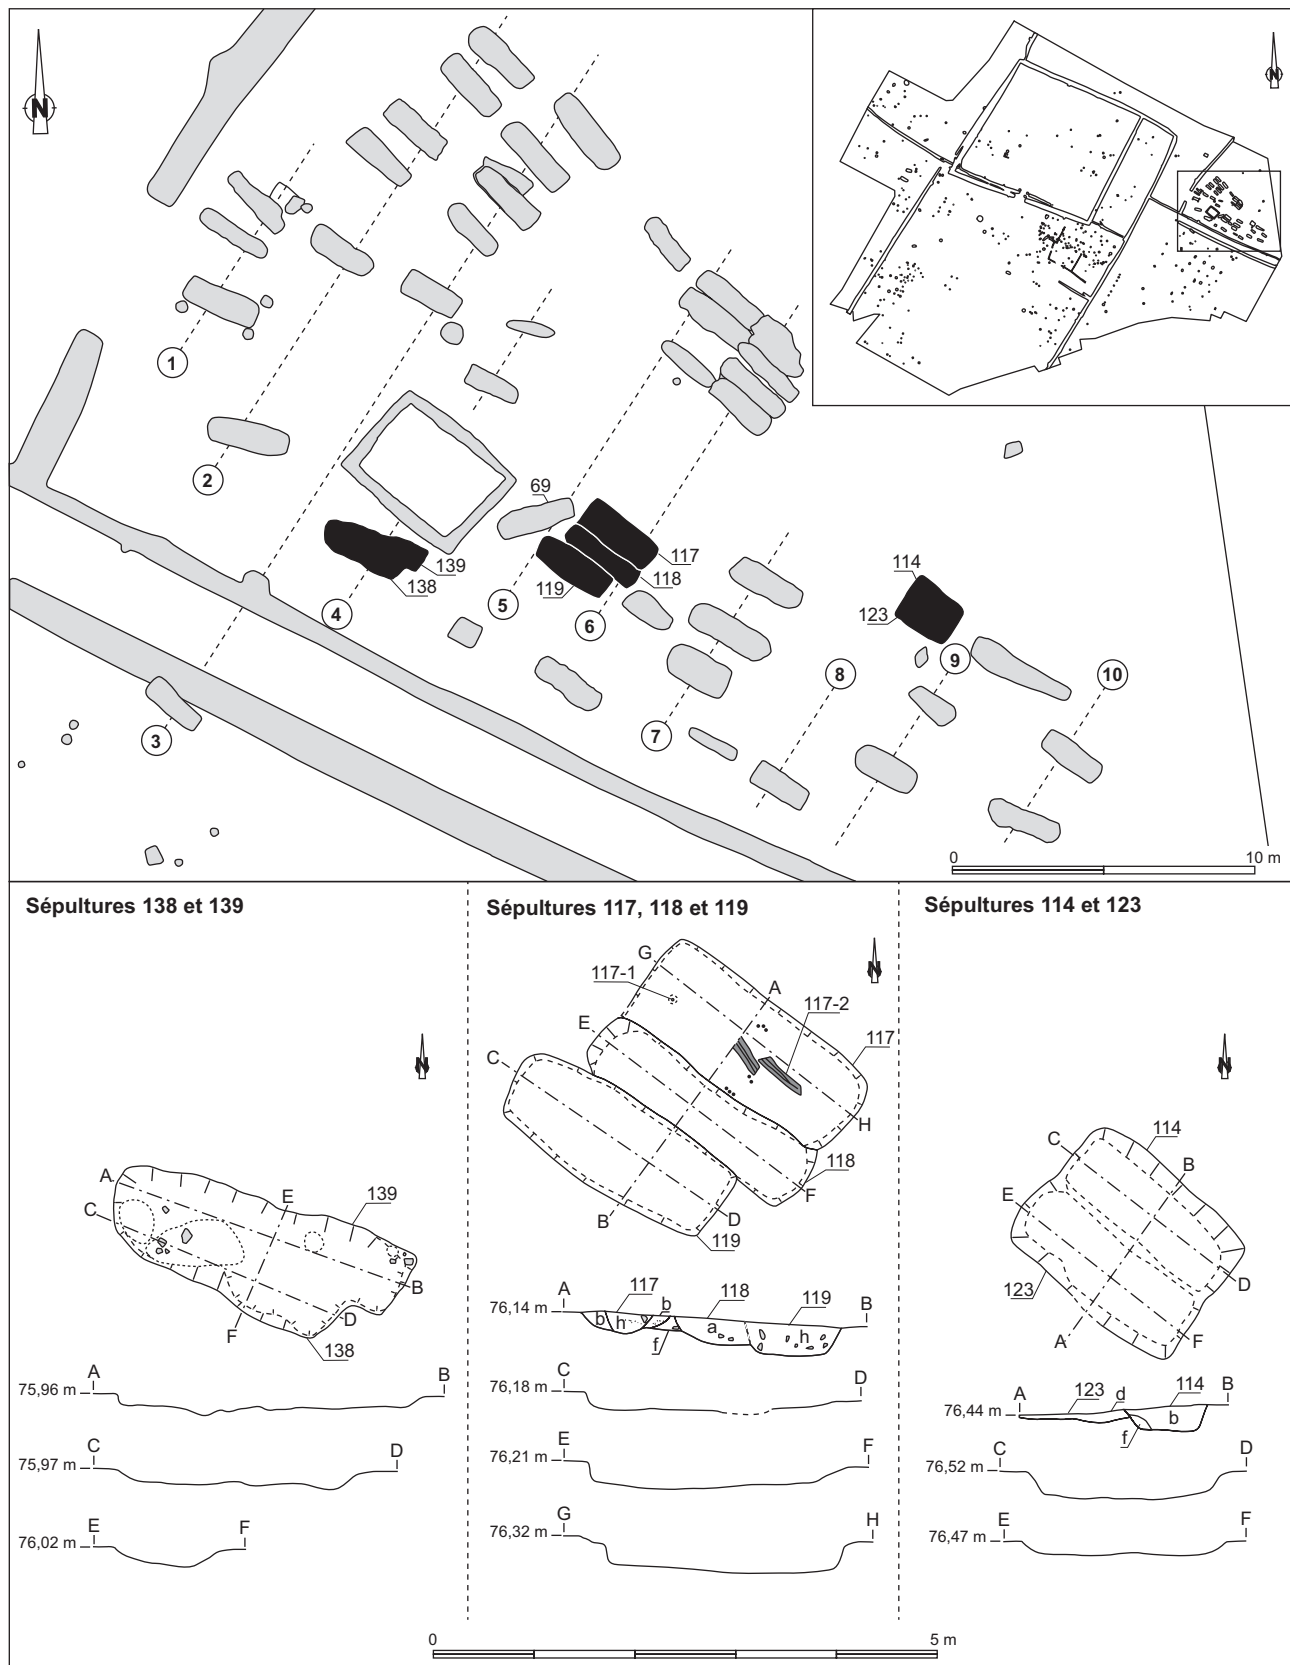 N
N
1
2
3
4
5
6
7
8
9
10
69
117
118
119
139
138
114
123
0 10 m
Sépultures 138 et 139
N
A
C
E
139
B
D
F
138
A B
75,96 m
C D
75,97 m
E F
76,02 m
Sépultures 117, 118 et 119
N
G
117-1
A
117-2
E
117
C
H
118
F
B
D
119
A 117 b 118 119 B
76,14 m
b h a h
f
C D
76,18 m
E F
76,21 m
G H
76,32 m
Sépultures 114 et 123
N
C
114
B
E
D
123
A
F
A 123 d 114 B
76,44 m
f b
C D
76,52 m
E F
76,47 m
0 5 m